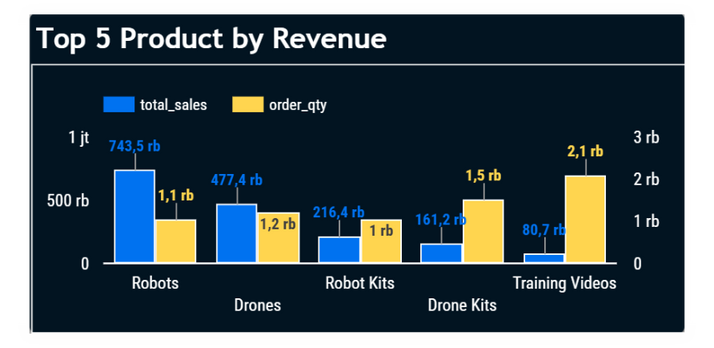 Top 5 Product by Revenue
total_sales order_qty
1 jt
500 rb
0
3 rb
2 rb
1 rb
0
743,5 rb
1,1 rb
477,4 rb
1,2 rb
216,4 rb
1 rb
161,2 rb
1,5 rb
80,7 rb
2,1 rb
Robots
Drones
Robot Kits
Drone Kits
Training Videos